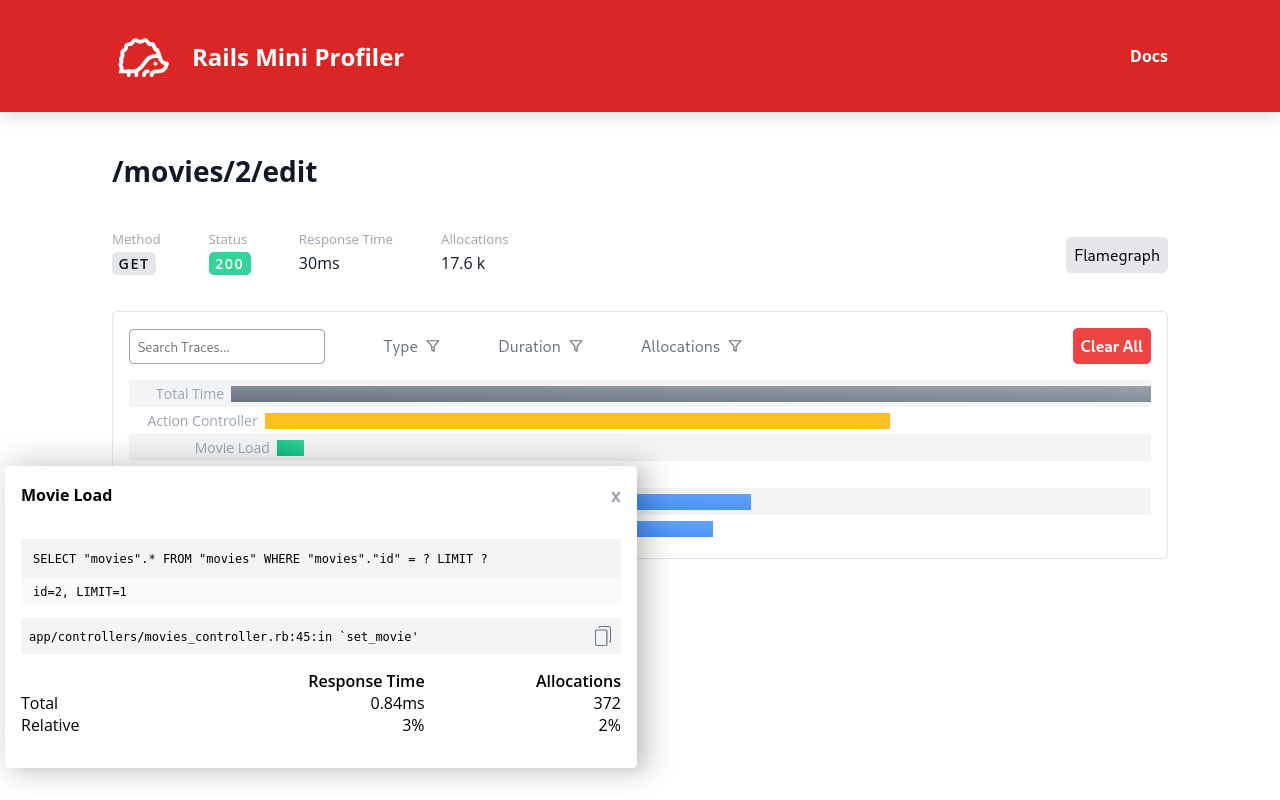 Rails Mini Profiler
Docs
/movies/2/edit
Method Status Response Time Allocations
GET 200 30ms 17.6 k
Flamegraph
Search Traces...
Type
Duration
Allocations
Clear All
Total Time
Action Controller
Movie Load
Movie Load
x
SELECT "movies".* FROM "movies" WHERE "movies"."id" = ? LIMIT ?
id=2, LIMIT=1
app/controllers/movies_controller.rb:45:in `set_movie'
Response Time Allocations
Total 0.84ms 372
Relative 3% 2%